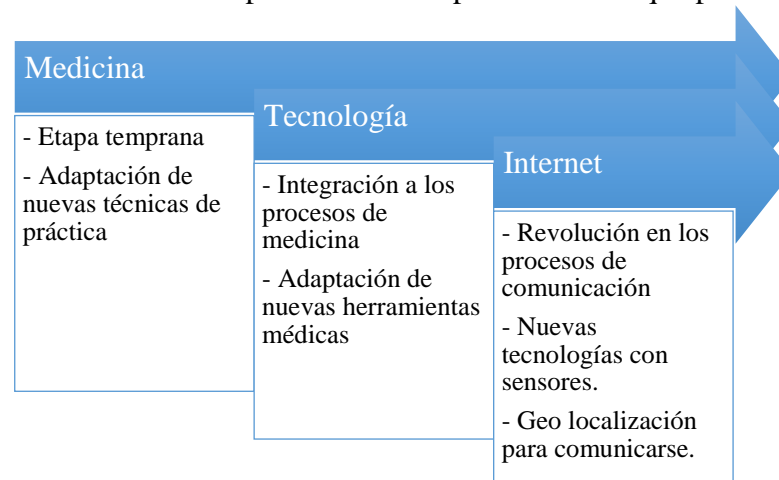 Medicina
- Etapa temprana
- Adaptación de
nuevas técnicas de
práctica
Tecnología
- Integración a los
procesos de
medicina
- Adaptación de
nuevas herramientas
médicas
Internet
- Revolución en los
procesos de
comunicación
- Nuevas
tecnologías con
sensores.
- Geo localización
para comunicarse.